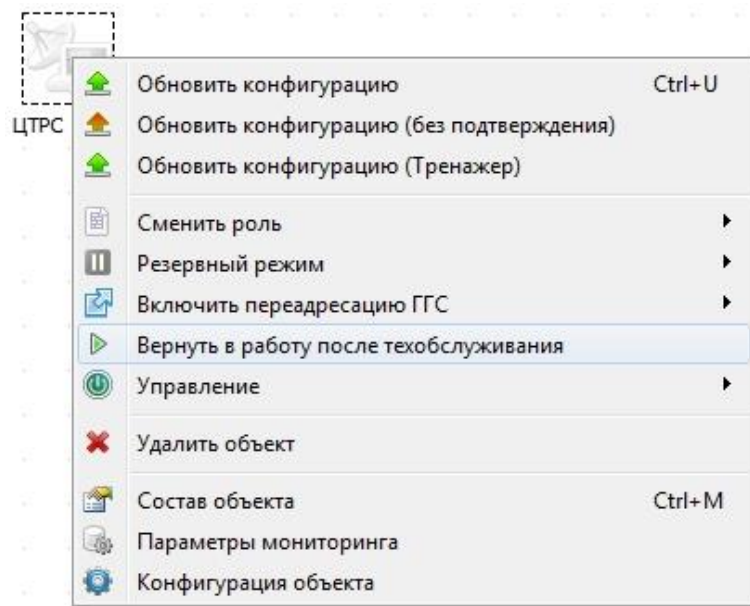 ЦТРС
Обновить конфигурацию Ctrl+U
Обновить конфигурацию (без подтверждения)
Обновить конфигурацию (Тренажер)
Сменить роль
Резервный режим
Включить переадресацию ГГС
Вернуть в работу после техобслуживания
Управление
Удалить объект
Состав объекта Ctrl+M
Параметры мониторинга
Конфигурация объекта